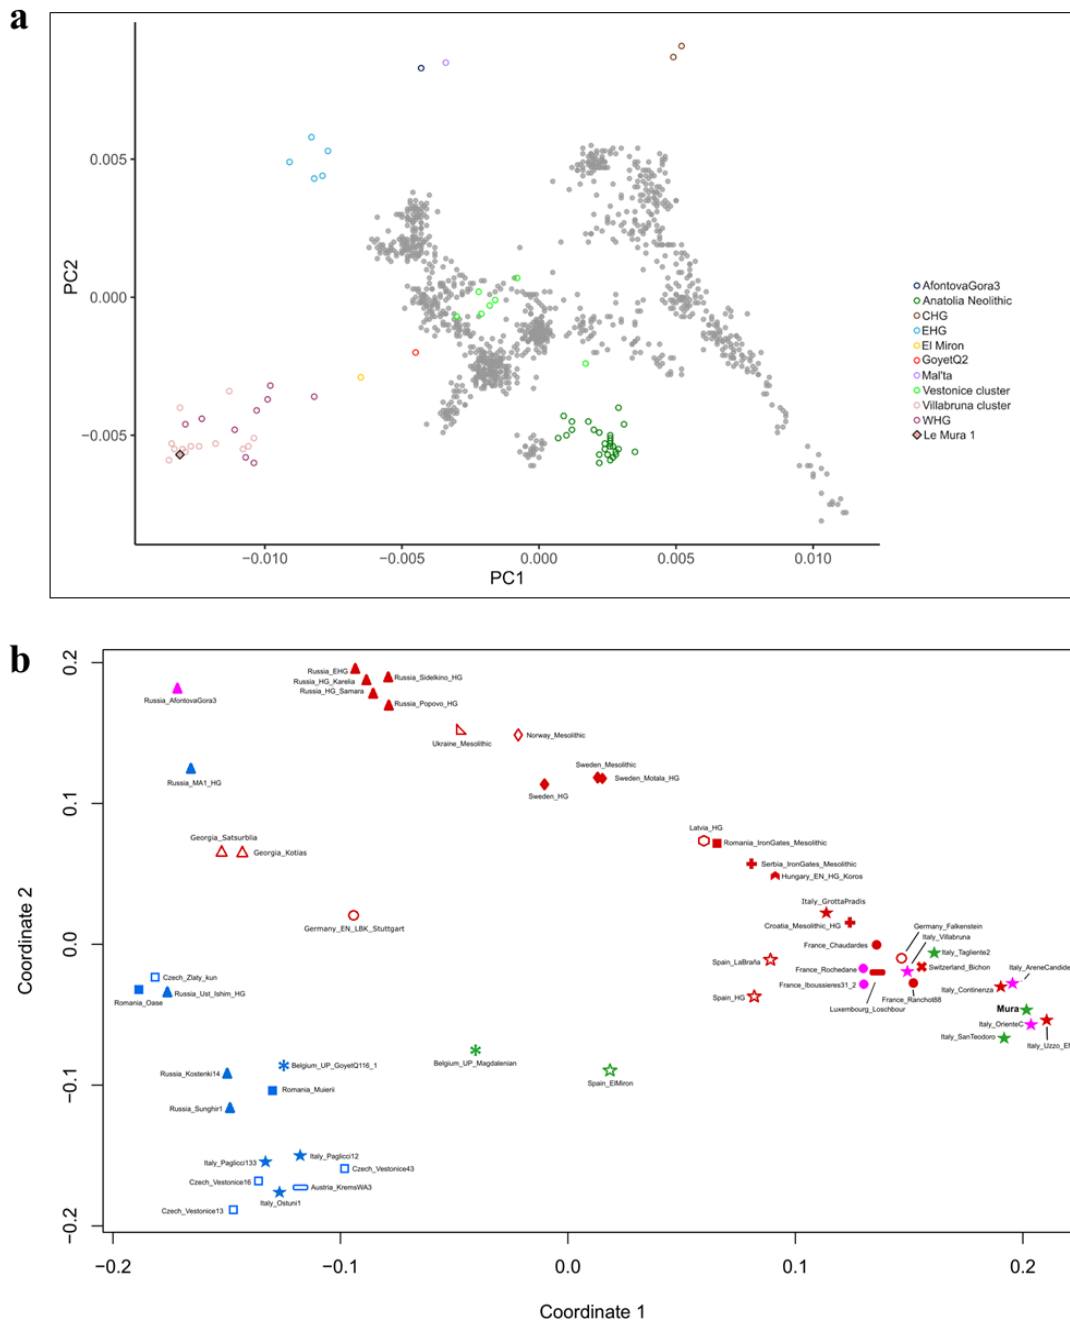 a
PC2
0.005
0.000
−0.005
−0.010
−0.005
0.000
0.005
0.010
PC1
AfontovaGora3
Anatolia Neolithic
CHG
EHG
El Miron
GoyetQ2
Mal'ta
Vestonice cluster
Villabruna cluster
WHG
Le Mura 1
b
Coordinate 2
0.2
0.1
0.0
−0.1
−0.2
Russia_AfontovaGora3
Russia_EHG
Russia_HG_Karelia
Russia_HG_Samara
Russia_Sidelkino_HG
Russia_Popovo_HG
Ukraine_Mesolithic
Norway_Mesolithic
Russia_MA1_HG
Sweden_Mesolithic
Sweden_Motala_HG
Sweden_HG
Georgia_Satsurblia
Georgia_Kotias
Latvia_HG
Romania_IronGates_Mesolithic
Serbia_IronGates_Mesolithic
Hungary_EN_HG_Koros
Germany_EN_LBK_Stuttgart
Italy_GrottaPradis
Croatia_Mesolithic_HG
Germany_Falkenstein
Italy_Villabruna
France_Chaudardes
Italy_Tagliente2
Spain_LaBraña
France_Rochedane
Switzerland_Bichon
Italy_AreneCandide
Czech_Zlaty_kun
Russia_Ust_Ishim_HG
Romania_Oase
France_Iboussieres31_2
Italy_Continenza
Spain_HG
France_Ranchot88
Luxembourg_Loschbour
Mura
Italy_OrienteC
Italy_SanTeodoro
Italy_Uzzo_EM
Belgium_UP_Magdalenian
Belgium_UP_GoyetQ116_1
Russia_Kostenki14
Spain_ElMiron
Romania_Muierii
Russia_Sunghir1
Italy_Paglicci133
Italy_Paglicci12
Czech_Vestonice43
Czech_Vestonice16
Austria_KremsWA3
Italy_Ostuni1
Czech_Vestonice13
−0.2
−0.1
0.0
0.1
0.2
Coordinate 1